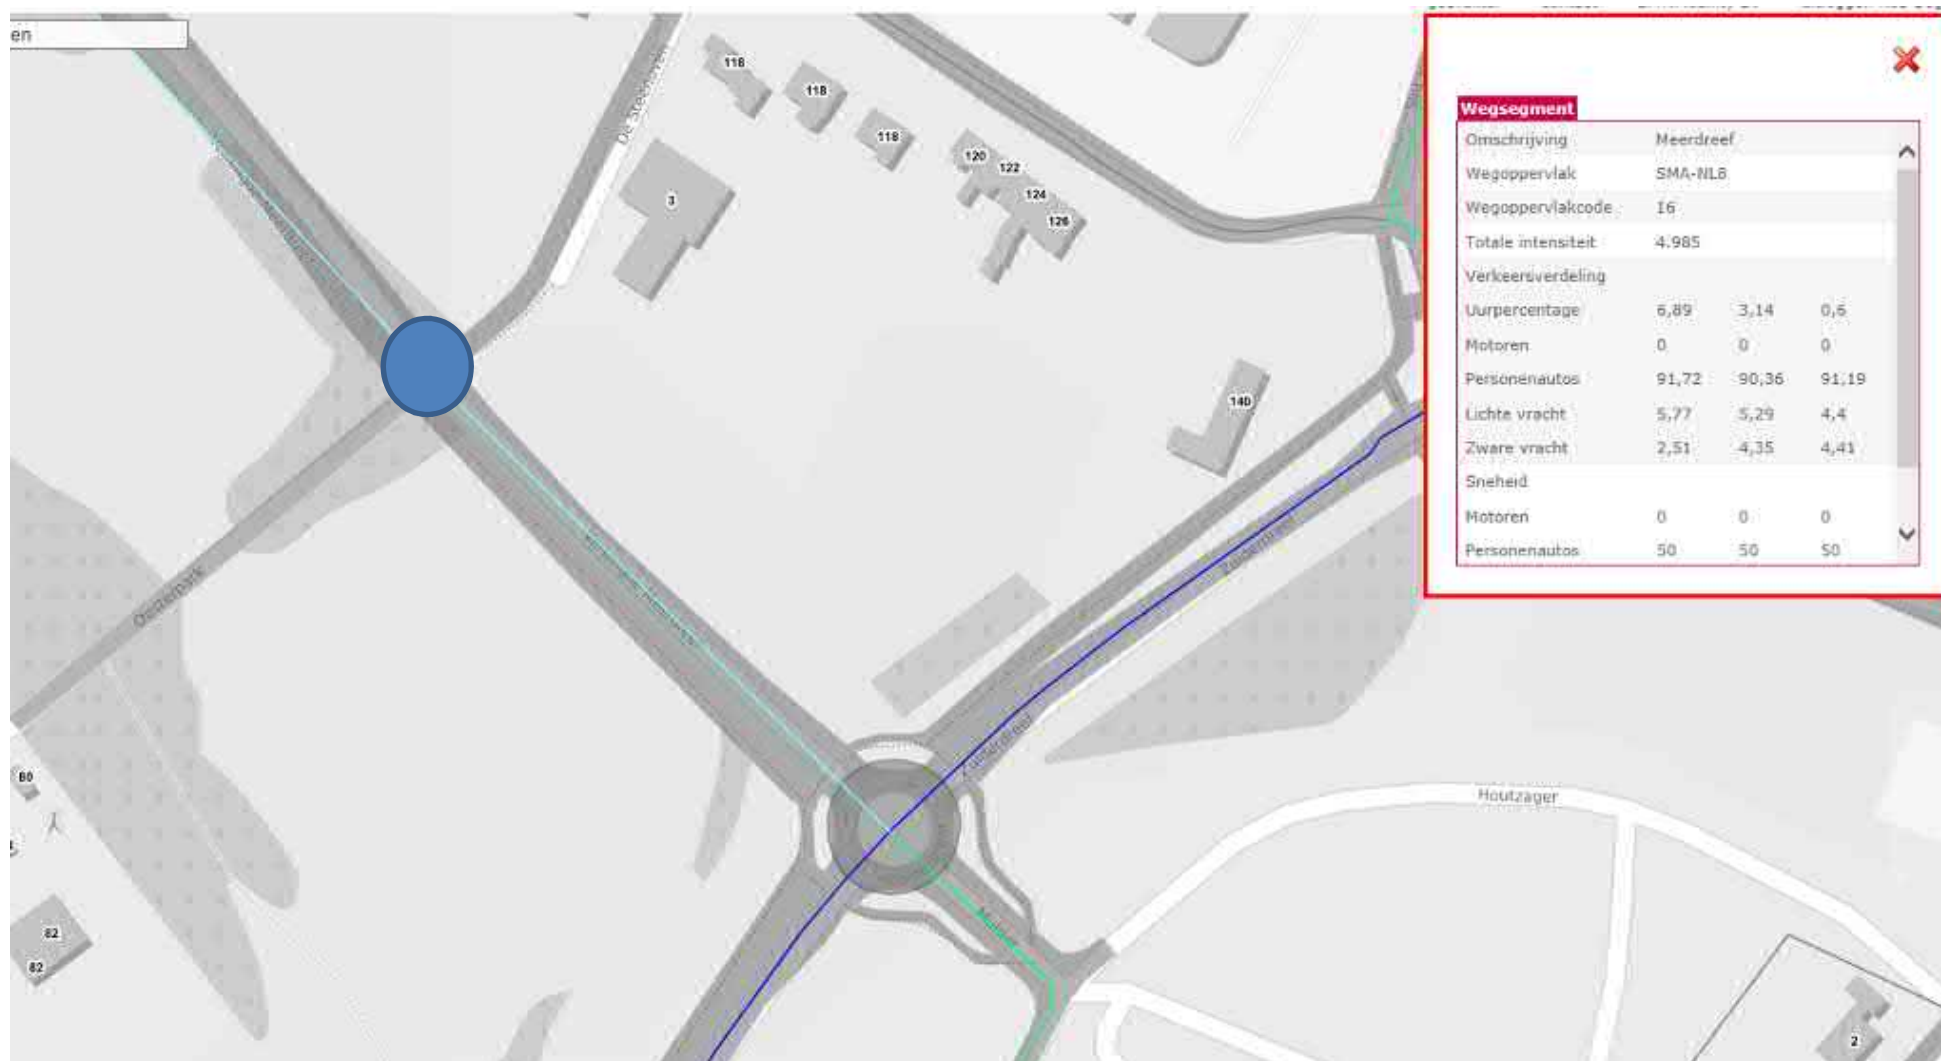 en
De Steenoven
118
118
118
3
120
122
124
126
140
Zuiderdreef
Zuiderdreef
Houtzager
80
82
82
2
Wegsegment
Omschrijving Meerdreef
Wegoppervlak SMA-NL8
Wegoppervlakcode 16
Totale intensiteit 4.985
Verkeersverdeling
Uurpercentage 6,89 3,14 0,6
Motoren 0 0 0
Personenautos 91,72 90,36 91,19
Lichte vracht 5,77 5,29 4,4
Zware vracht 2,51 4,35 4,41
Sneheid
Motoren 0 0 0
Personenautos 50 50 50